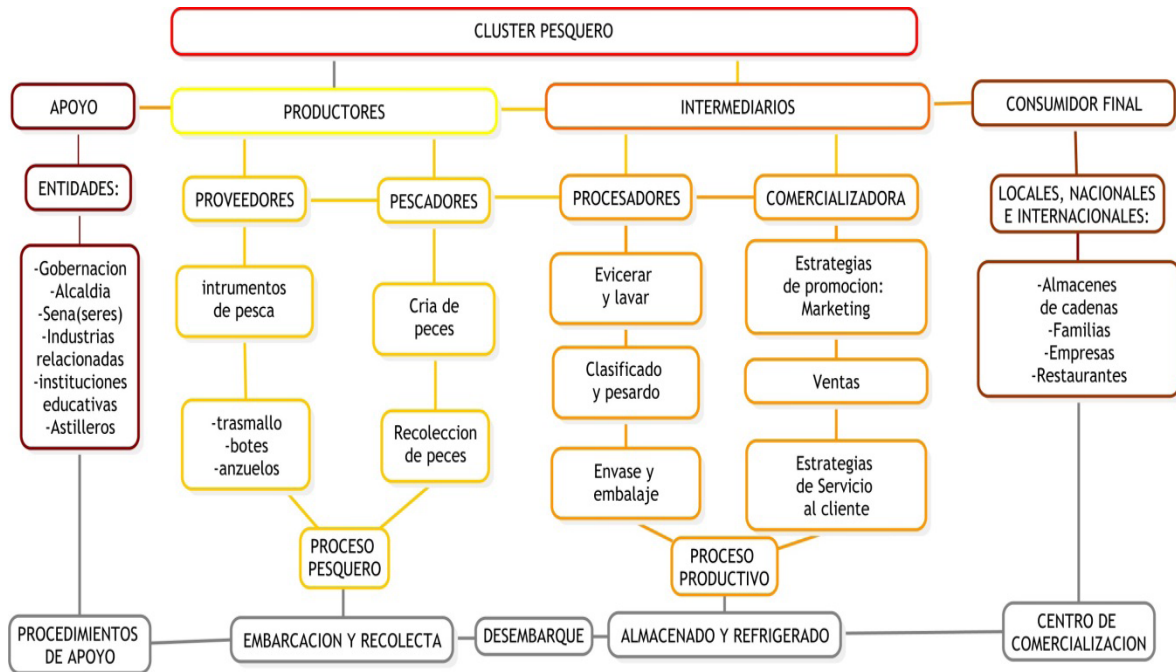 CLUSTER PESQUERO
APOYO
PRODUCTORES
INTERMEDIARIOS
CONSUMIDOR FINAL
ENTIDADES:
PROVEEDORES
PESCADORES
PROCESADORES
COMERCIALIZADORA
LOCALES, NACIONALES
E INTERNACIONALES:
-Gobernacion
-Alcaldia
-Sena(seres)
-Industrias
relacionadas
-instituciones
educativas
-Astilleros
intrumentos
de pesca
Cria de
peces
Evicerar
y lavar
Estrategias
de promocion:
Marketing
-Almacenes
de cadenas
-Familias
-Empresas
-Restaurantes
Clasificado
y pesardo
Ventas
-trasmallo
-botes
-anzuelos
Recoleccion
de peces
Envase y
embalaje
Estrategias
de Servicio
al cliente
PROCESO
PESQUERO
PROCESO
PRODUCTIVO
PROCEDIMIENTOS
DE APOYO
EMBARCACION Y RECOLECTA
DESEMBARQUE
ALMACENADO Y REFRIGERADO
CENTRO DE
COMERCIALIZACION